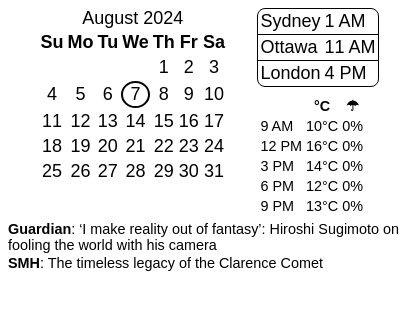 August 2024
Su Mo Tu We Th Fr Sa
1 2 3
4 5 6 7 8 9 10
11 12 13 14 15 16 17
18 19 20 21 22 23 24
25 26 27 28 29 30 31
Sydney 1 AM
Ottawa 11 AM
London 4 PM
°C ☂
9 AM 10°C 0%
12 PM 16°C 0%
3 PM 14°C 0%
6 PM 12°C 0%
9 PM 13°C 0%
Guardian: ‘I make reality out of fantasy’: Hiroshi Sugimoto on
fooling the world with his camera
SMH: The timeless legacy of the Clarence Comet